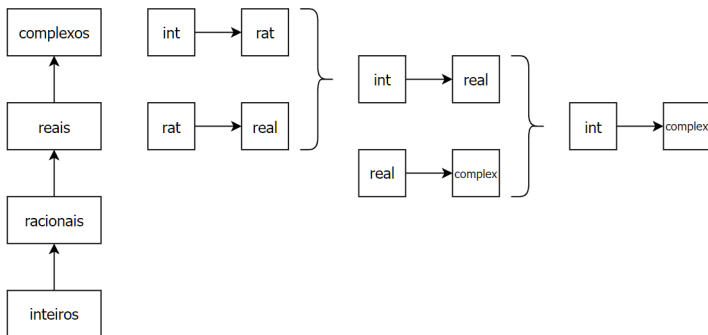 complexos
reais
racionais
inteiros
int
rat
rat
real
int
real
real
complex
int
complex